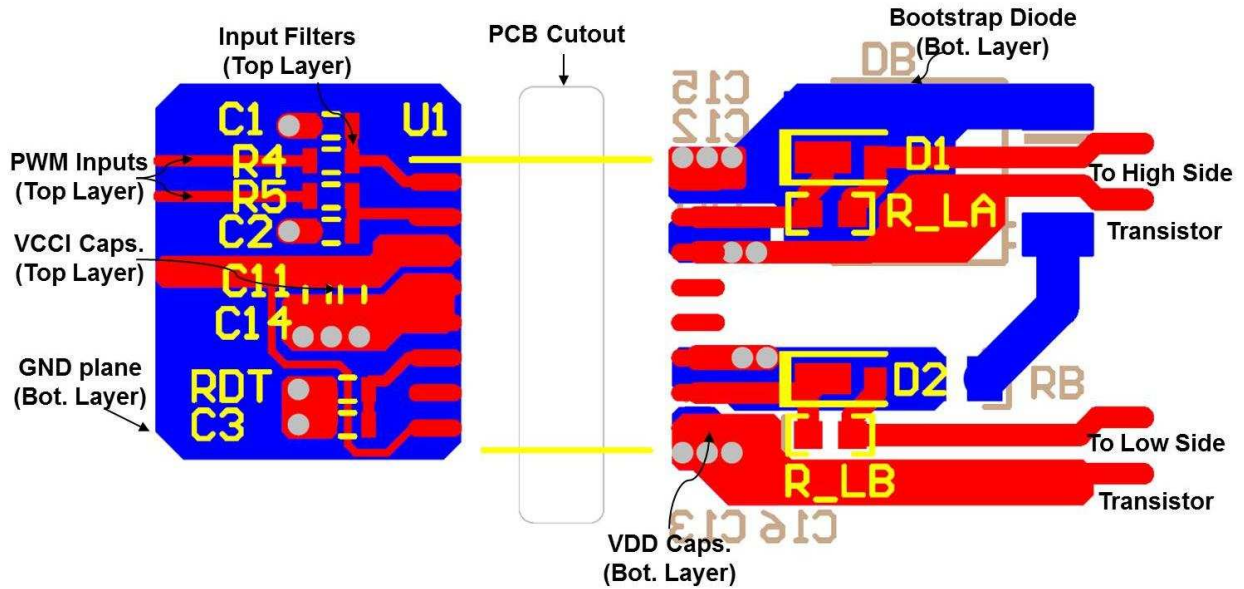 Input Filters
(Top Layer)
PCB Cutout
Bootstrap Diode
(Bot. Layer)
DB
C15
C12
C1
U1
PWM Inputs
(Top Layer)
R4
R5
C2
D1
R_LA
To High Side
Transistor
VCCI Caps.
(Top Layer)
C11
C14
GND plane
(Bot. Layer)
RDT
C3
D2
RB
R_LB
To Low Side
Transistor
C13 C16
VDD Caps.
(Bot. Layer)